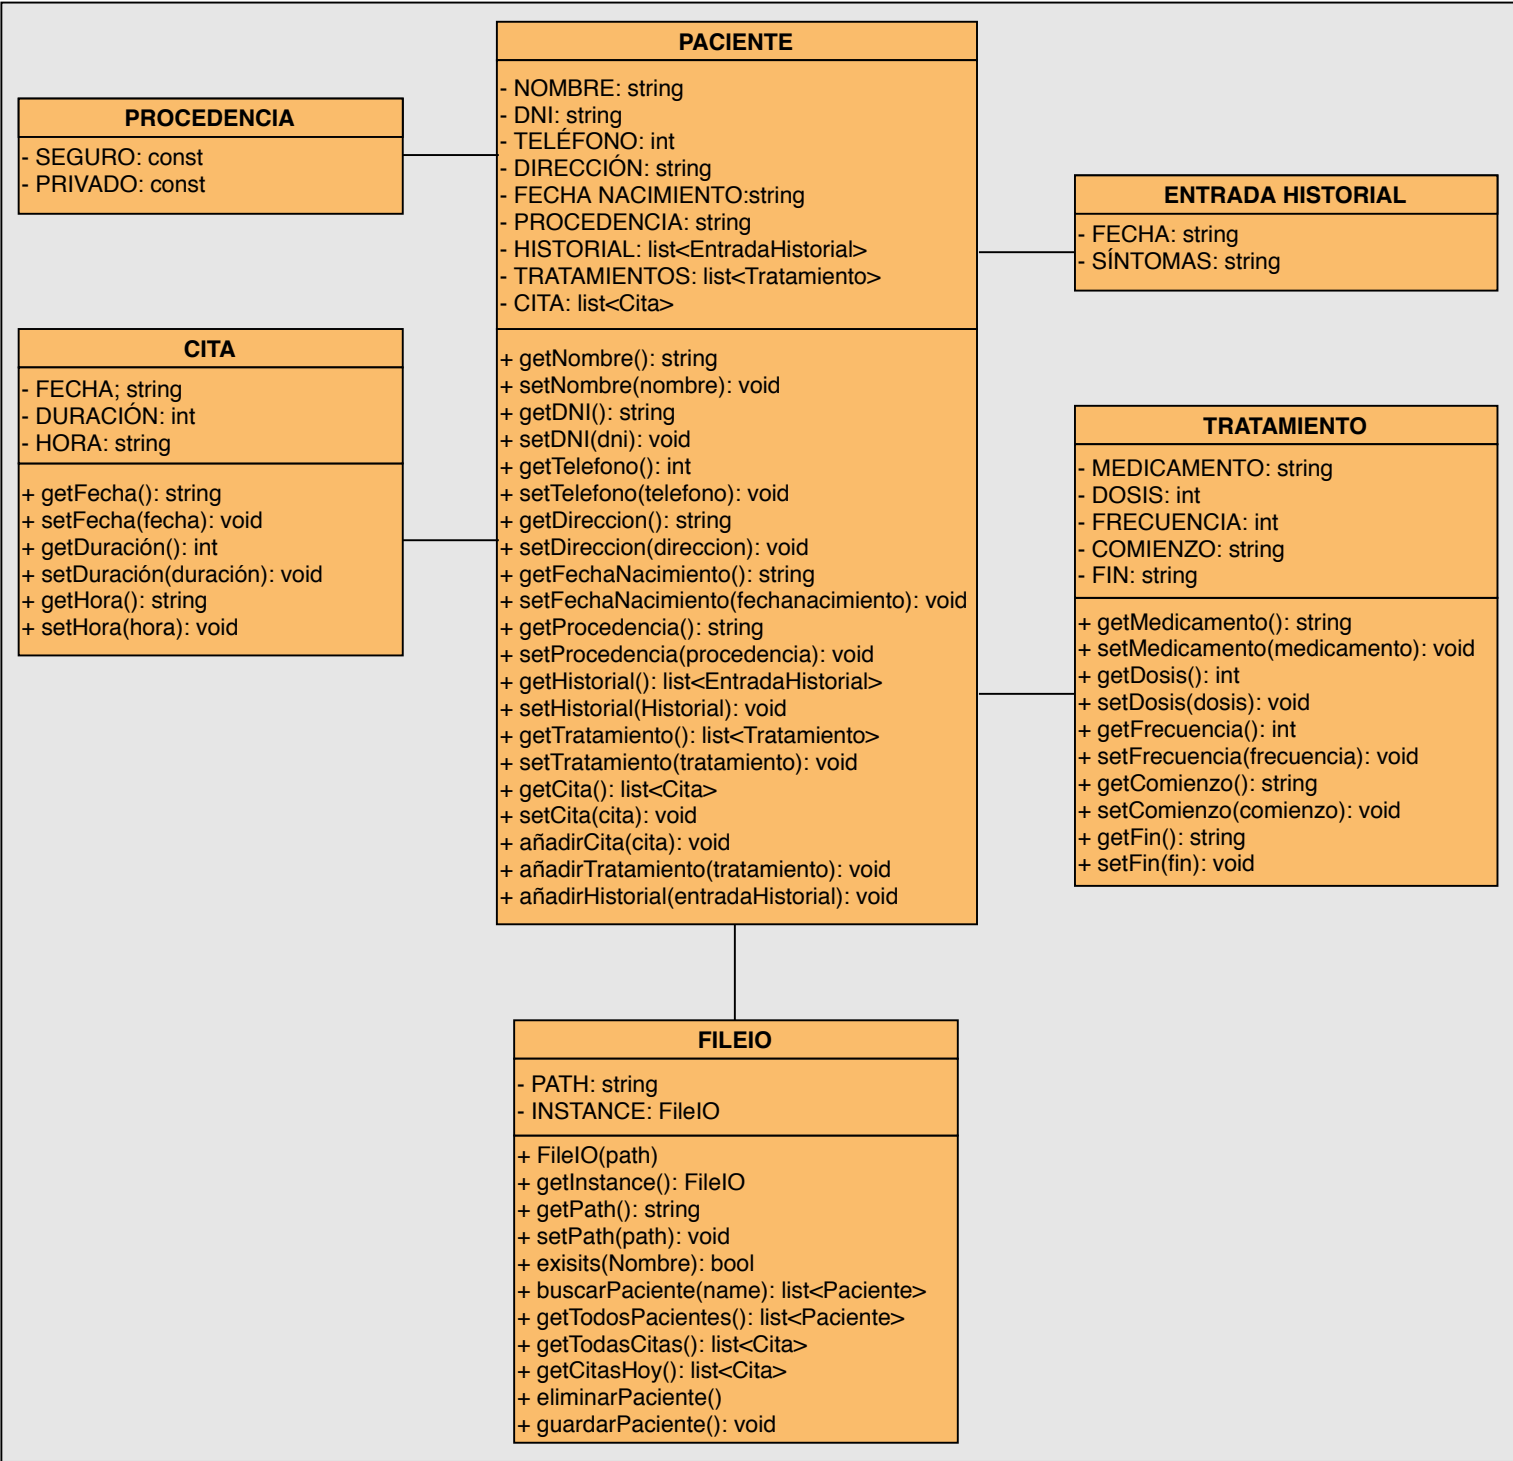 PACIENTE
- NOMBRE: string
- DNI: string
- TELÉFONO: int
- DIRECCIÓN: string
- FECHA NACIMIENTO:string
- PROCEDENCIA: string
- HISTORIAL: list<EntradaHistorial>
- TRATAMIENTOS: list<Tratamiento>
- CITA: list<Cita>
+ getNombre(): string
+ setNombre(nombre): void
+ getDNI(): string
+ setDNI(dni): void
+ getTelefono(): int
+ setTelefono(telefono): void
+ getDireccion(): string
+ setDireccion(direccion): void
+ getFechaNacimiento(): string
+ setFechaNacimiento(fechanacimiento): void
+ getProcedencia(): string
+ setProcedencia(procedencia): void
+ getHistorial(): list<EntradaHistorial>
+ setHistorial(Historial): void
+ getTratamiento(): list<Tratamiento>
+ setTratamiento(tratamiento): void
+ getCita(): list<Cita>
+ setCita(cita): void
+ añadirCita(cita): void
+ añadirTratamiento(tratamiento): void
+ añadirHistorial(entradaHistorial): void
PROCEDENCIA
- SEGURO: const
- PRIVADO: const
CITA
- FECHA; string
- DURACIÓN: int
- HORA: string
+ getFecha(): string
+ setFecha(fecha): void
+ getDuración(): int
+ setDuración(duración): void
+ getHora(): string
+ setHora(hora): void
ENTRADA HISTORIAL
- FECHA: string
- SÍNTOMAS: string
TRATAMIENTO
- MEDICAMENTO: string
- DOSIS: int
- FRECUENCIA: int
- COMIENZO: string
- FIN: string
+ getMedicamento(): string
+ setMedicamento(medicamento): void
+ getDosis(): int
+ setDosis(dosis): void
+ getFrecuencia(): int
+ setFrecuencia(frecuencia): void
+ getComienzo(): string
+ setComienzo(comienzo): void
+ getFin(): string
+ setFin(fin): void
FILEIO
- PATH: string
- INSTANCE: FileIO
+ FileIO(path)
+ getInstance(): FileIO
+ getPath(): string
+ setPath(path): void
+ exisits(Nombre): bool
+ buscarPaciente(name): list<Paciente>
+ getTodosPacientes(): list<Paciente>
+ getTodasCitas(): list<Cita>
+ getCitasHoy(): list<Cita>
+ eliminarPaciente()
+ guardarPaciente(): void